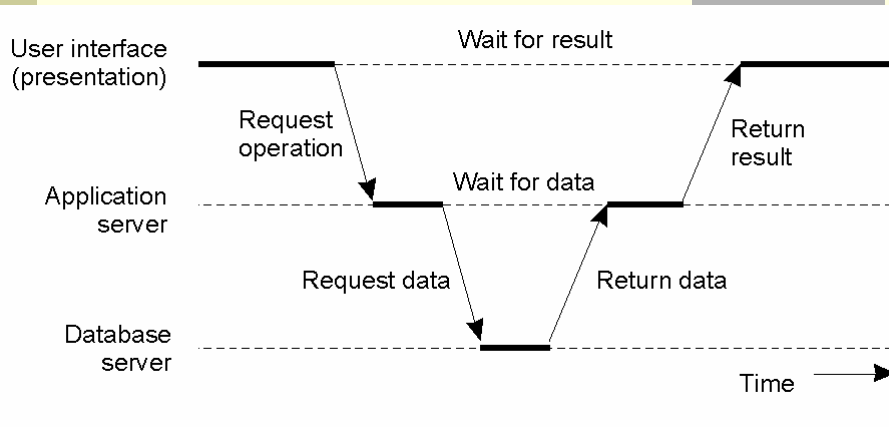 Wait for result
User interface
(presentation)
Request
operation
Return
result
Wait for data
Application
server
Request data
Return data
Database
server
Time